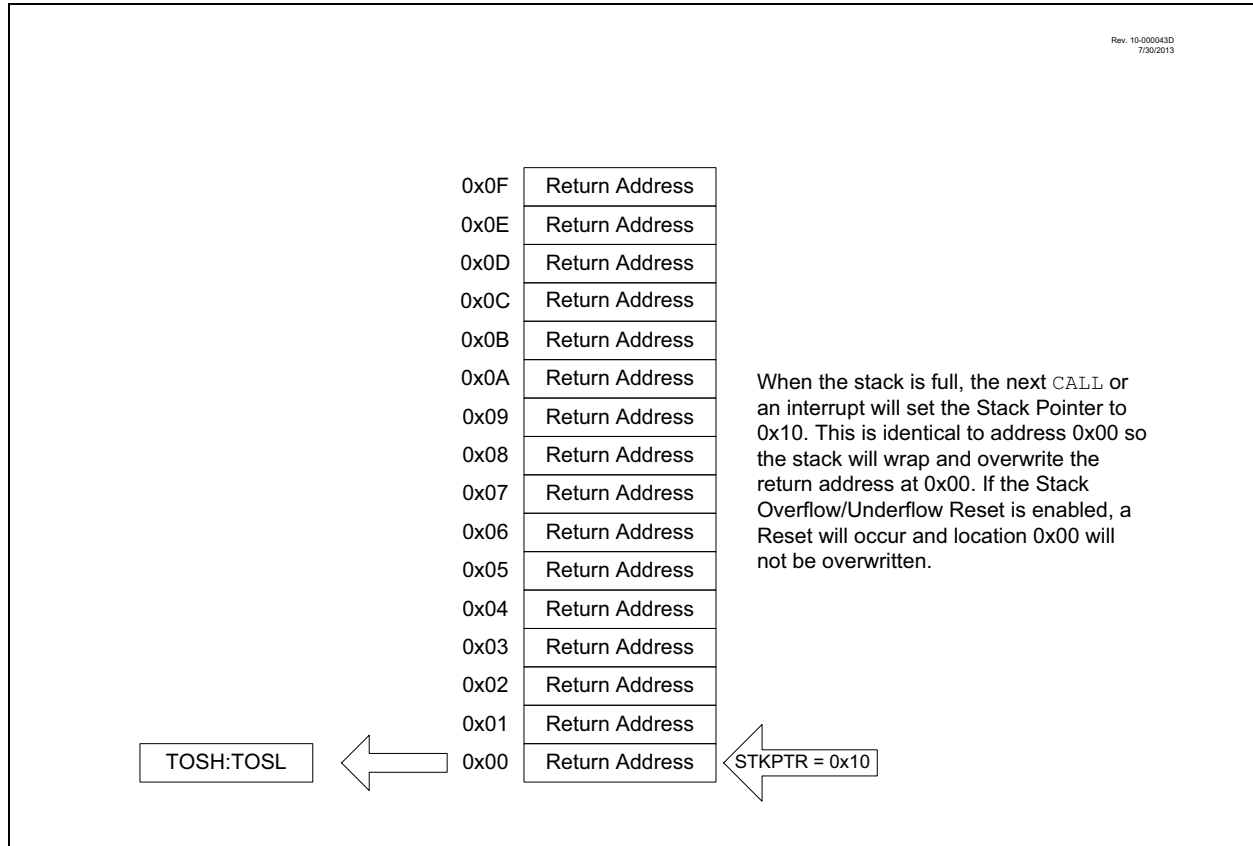 Rev. 10-000043D
7/30/2013
0x0F Return Address
0x0E Return Address
0x0D Return Address
0x0C Return Address
0x0B Return Address
0x0A Return Address
0x09 Return Address
0x08 Return Address
0x07 Return Address
0x06 Return Address
0x05 Return Address
0x04 Return Address
0x03 Return Address
0x02 Return Address
0x01 Return Address
TOSH:TOSL 0x00 Return Address STKPTR = 0x10
When the stack is full, the next CALL or
an interrupt will set the Stack Pointer to
0x10. This is identical to address 0x00 so
the stack will wrap and overwrite the
return address at 0x00. If the Stack
Overflow/Underflow Reset is enabled, a
Reset will occur and location 0x00 will
not be overwritten.